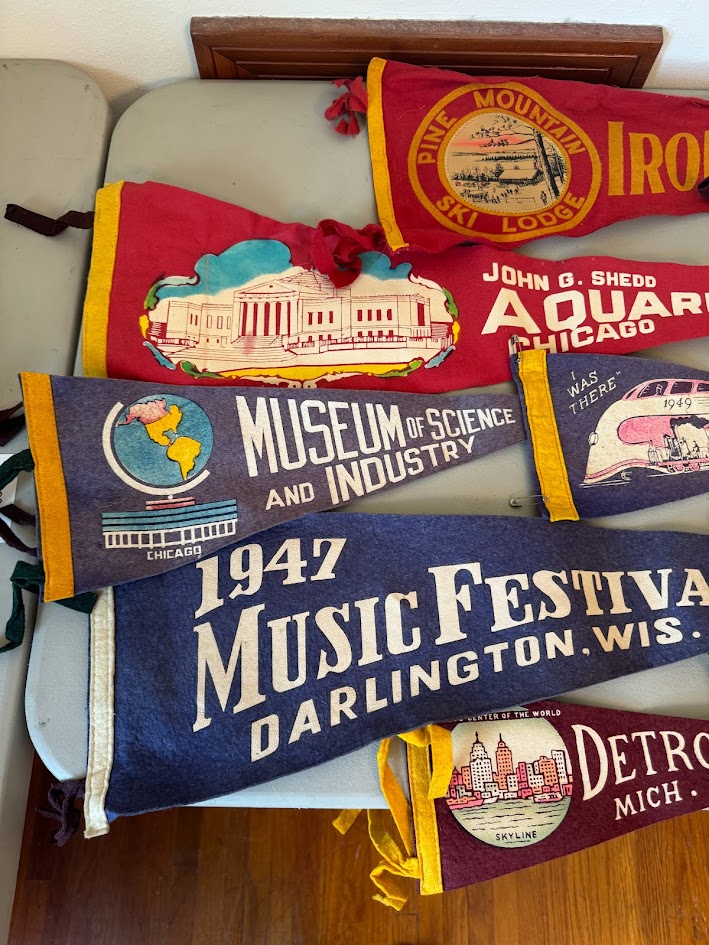 PINE MOUNTAIN
SKI LODGE
IRO
JOHN G. SHEDD
AQUARI
CHICAGO
"I WAS
THERE"
1949
MUSEUM OF SCIENCE
AND INDUSTRY
CHICAGO
1947
MUSIC FESTIVA
DARLINGTON, WIS.
CENTER OF THE WORLD
DETRO
MICH.
SKYLINE